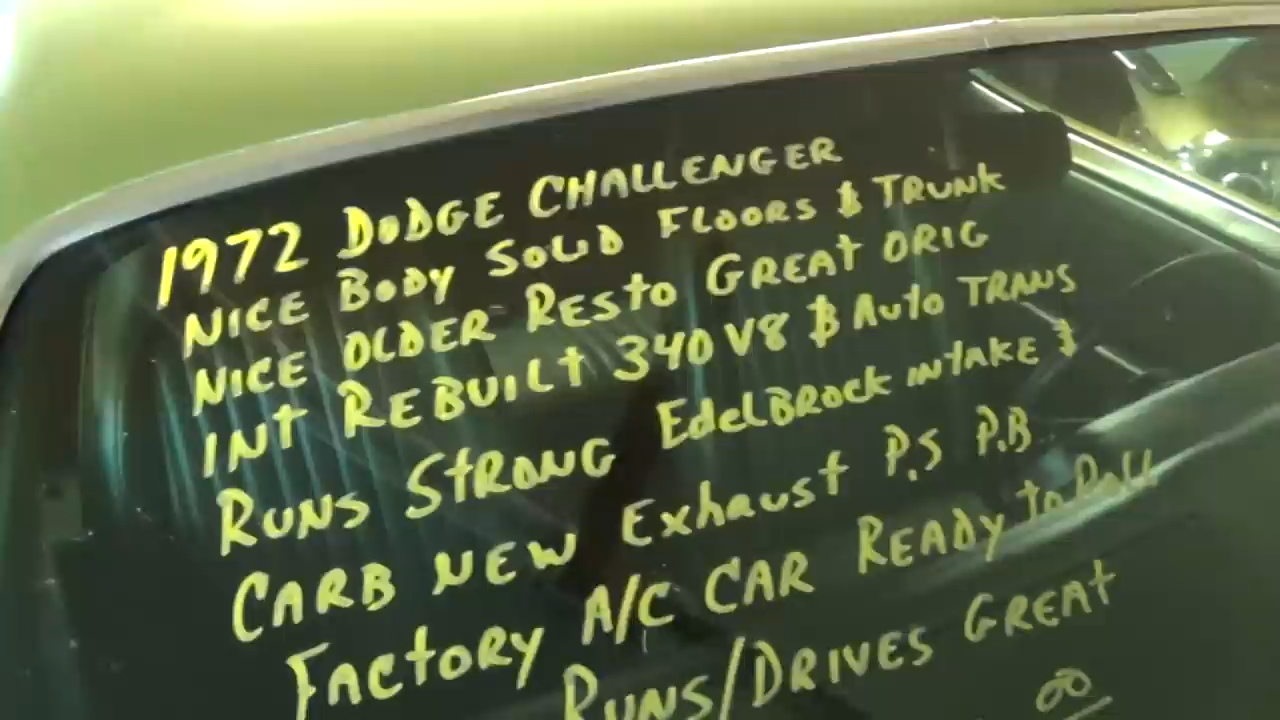 1972 DODGE CHALLENGER
NICE BODY SOLID FLOORS & TRUNK
NICE OLDER RESTO GREAT ORIG
INT REBUILT 340 V8 & AUTO TRANS
RUNS STRONG EDELBROCK INTAKE &
CARB NEW Exhaust P.S P.B
FACTORY A/C CAR READY to Roll
RUNS/DRIVES GREAT
00